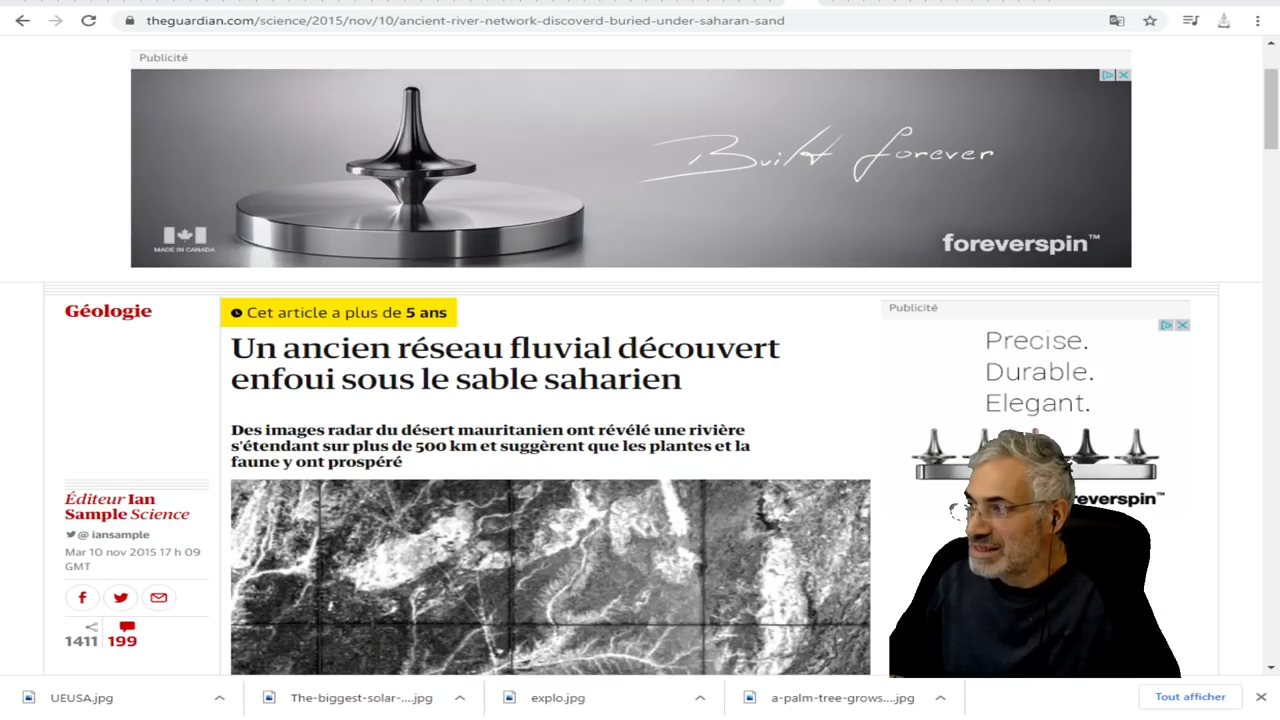 theguardian.com/science/2015/nov/10/ancient-river-network-discoverd-buried-under-saharan-sand
Publicité
Built forever
MADE IN CANADA
foreverspin™
Géologie
Cet article a plus de 5 ans
Un ancien réseau fluvial découvert
enfoui sous le sable saharien
Des images radar du désert mauritanien ont révélé une rivière
s'étendant sur plus de 500 km et suggèrent que les plantes et la
faune y ont prospéré
Éditeur Ian
Sample Science
@ iansample
Mar 10 nov 2015 17 h 09
GMT
1411 199
Publicité
Precise.
Durable.
Elegant.
reverspin™
UEUSA.jpg
The-biggest-solar-....jpg
explo.jpg
a-palm-tree-grows....jpg
Tout afficher